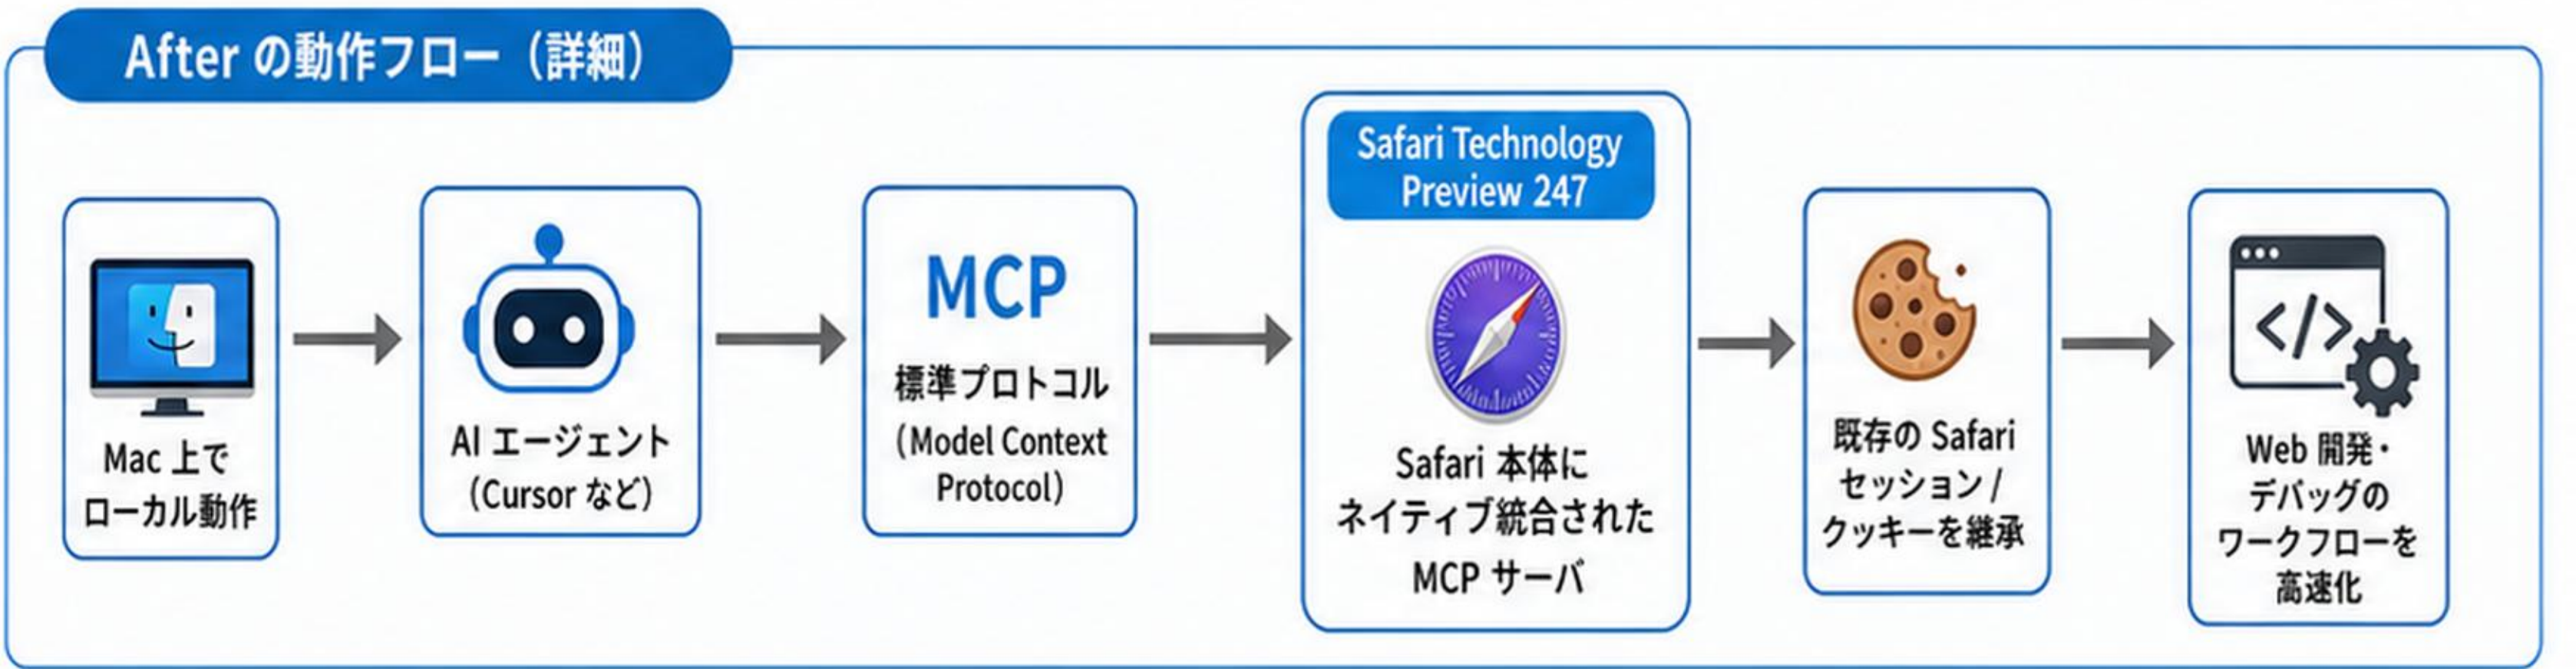 After の動作フロー（詳細）
Mac 上で
ローカル動作
AI エージェント
(Cursor など)
MCP
標準プロトコル
(Model Context
Protocol)
Safari Technology
Preview 247
Safari 本体に
ネイティブ統合された
MCP サーバ
既存の Safari
セッション /
クッキーを継承
</>
Web 開発・
デバッグの
ワークフローを
高速化